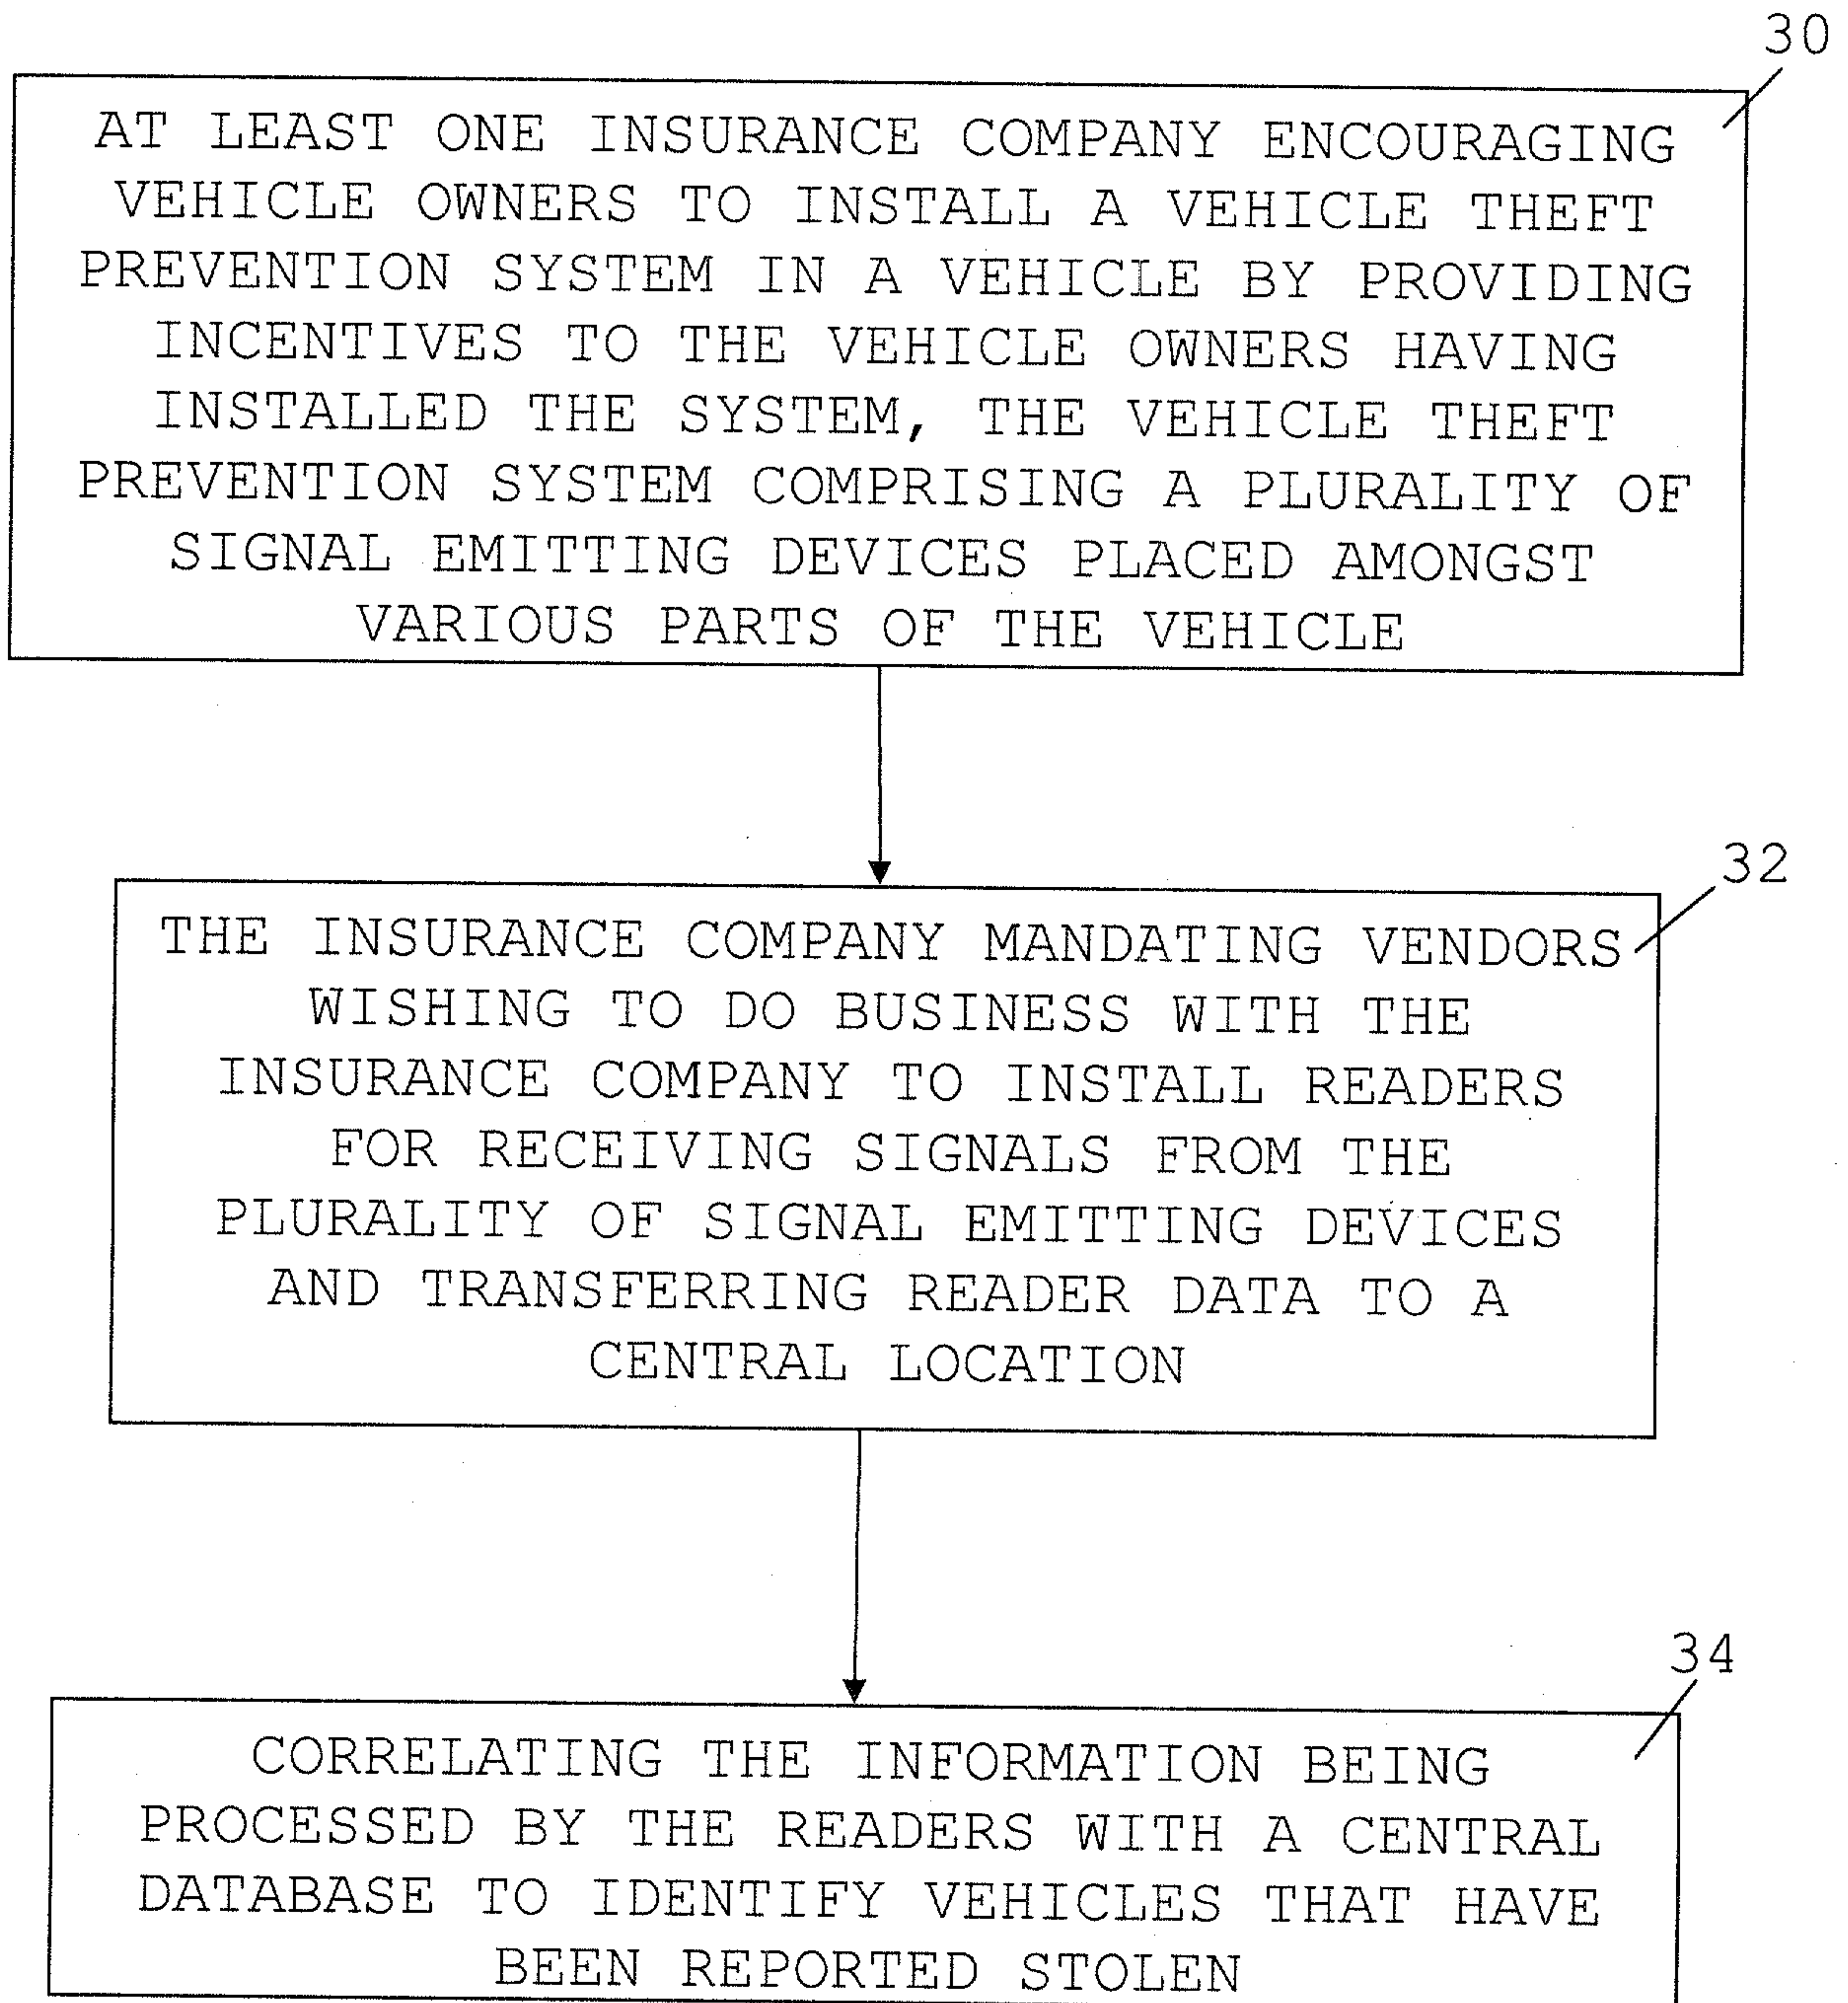 30
AT LEAST ONE INSURANCE COMPANY ENCOURAGING
VEHICLE OWNERS TO INSTALL A VEHICLE THEFT
PREVENTION SYSTEM IN A VEHICLE BY PROVIDING
INCENTIVES TO THE VEHICLE OWNERS HAVING
INSTALLED THE SYSTEM, THE VEHICLE THEFT
PREVENTION SYSTEM COMPRISING A PLURALITY OF
SIGNAL EMITTING DEVICES PLACED AMONGST
VARIOUS PARTS OF THE VEHICLE
32
THE INSURANCE COMPANY MANDATING VENDORS
WISHING TO DO BUSINESS WITH THE
INSURANCE COMPANY TO INSTALL READERS
FOR RECEIVING SIGNALS FROM THE
PLURALITY OF SIGNAL EMITTING DEVICES
AND TRANSFERRING READER DATA TO A
CENTRAL LOCATION
34
CORRELATING THE INFORMATION BEING
PROCESSED BY THE READERS WITH A CENTRAL
DATABASE TO IDENTIFY VEHICLES THAT HAVE
BEEN REPORTED STOLEN